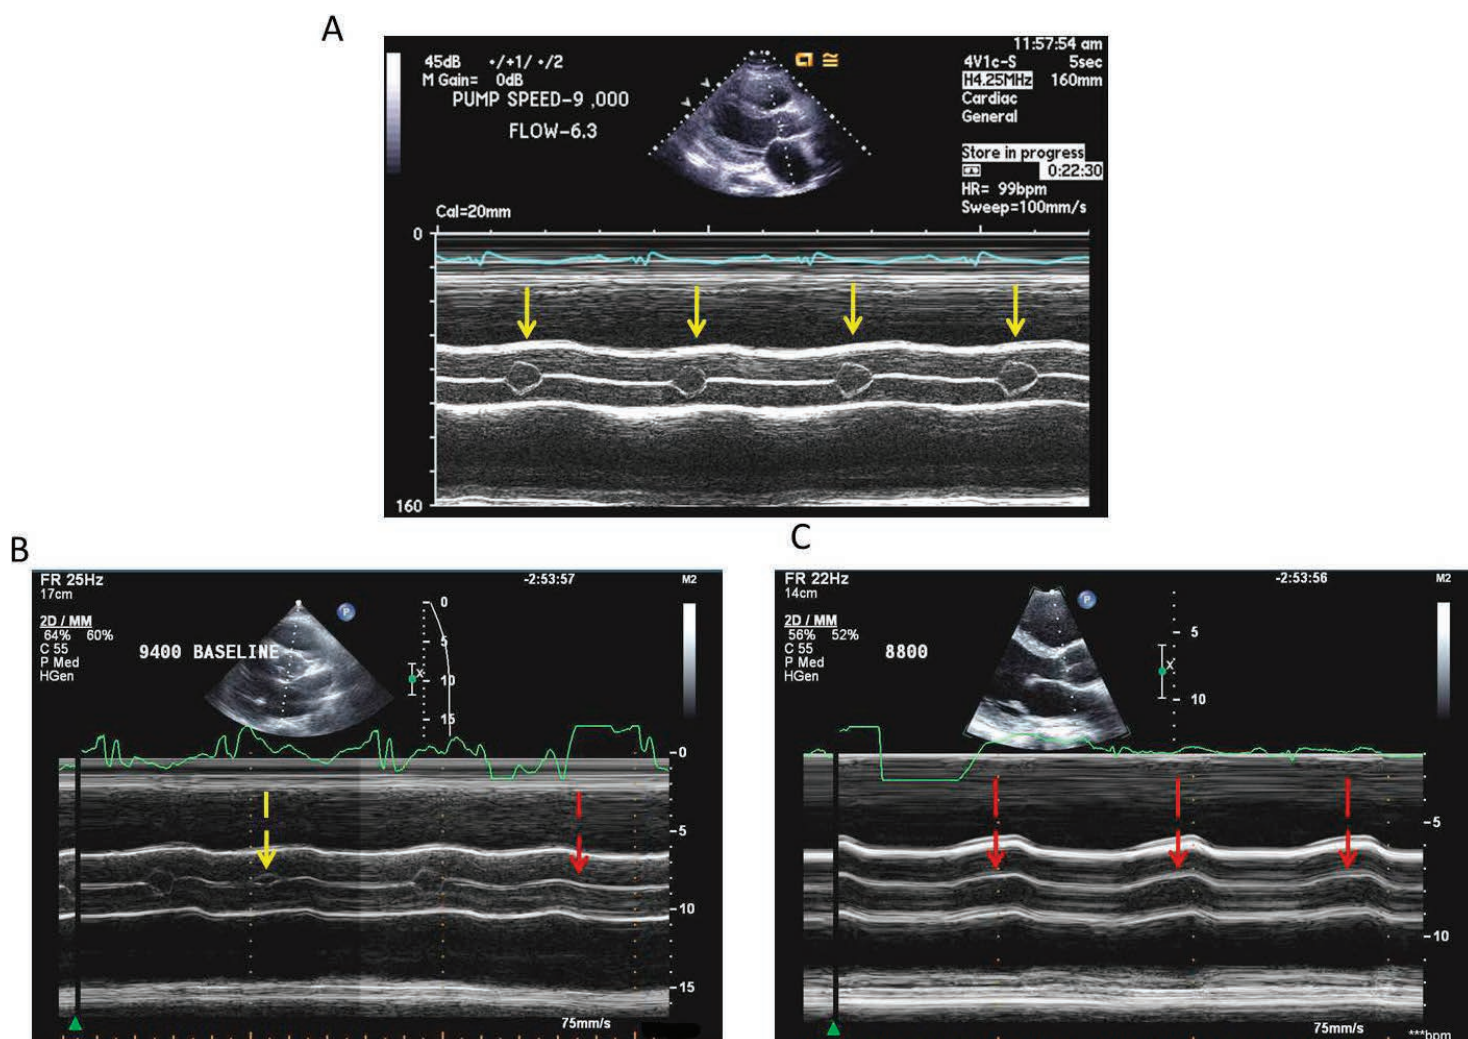 A
11:57:54 am
45dB •/+1/ •/2
M Gain= 0dB
PUMP SPEED-9 ,000
FLOW-6.3
4V1c-S 5sec
H4.25MHz 160mm
Cardiac
General
Store in progress
0:22:30
HR= 99bpm
Sweep=100mm/s
Cal=20mm
0
160
B
FR 25Hz -2:53:57 M2
17cm
2D / MM
64% 60%
C 55
P Med
HGen
9400 BASELINE
P
0
5
X
10
15
0
5
10
15
75mm/s
C
FR 22Hz -2:53:56 M2
14cm
2D / MM
56% 52%
C 55
P Med
HGen
8800
P
5
X
10
5
10
75mm/s
***bpm